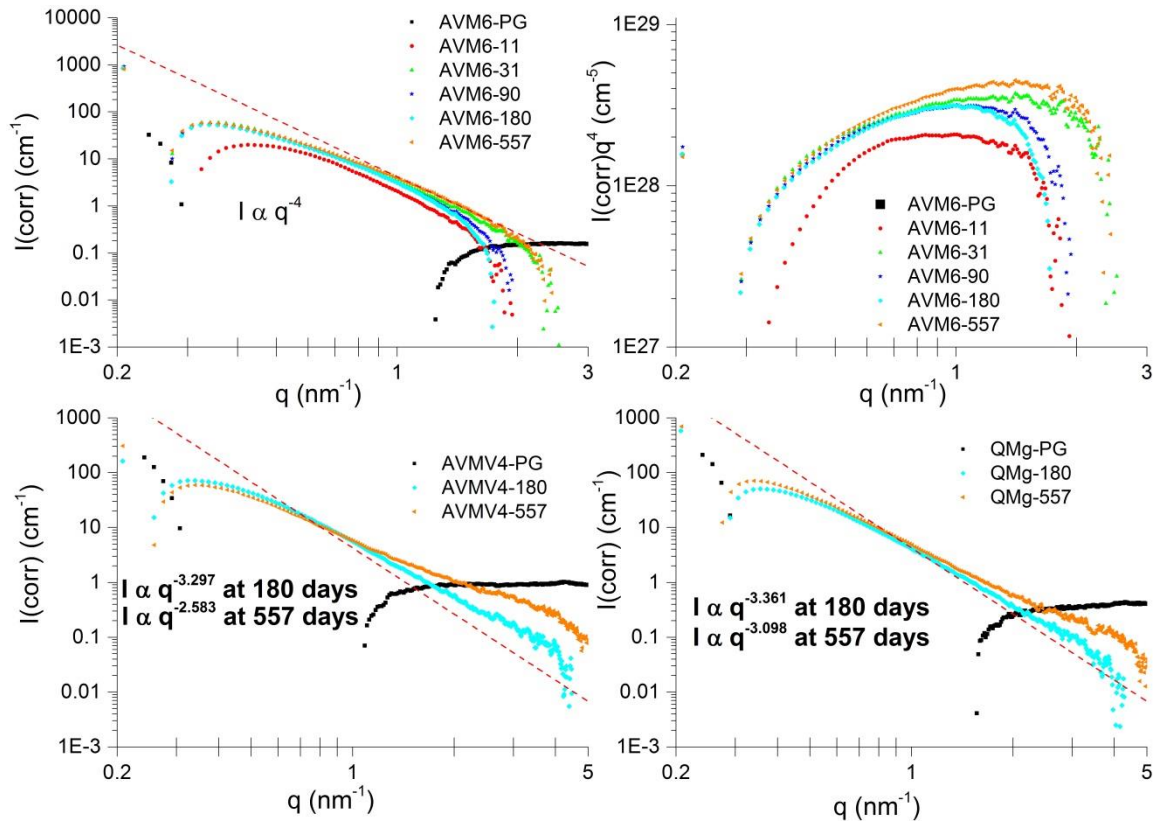 10000
1000
100
10
1
0.1
0.01
1E-3
I(corr) (cm⁻¹)
AVM6-PG
AVM6-11
AVM6-31
AVM6-90
AVM6-180
AVM6-557
I α q⁻⁴
0.2 1 3
q (nm⁻¹)
1E29
1E28
1E27
I(corr)q⁴ (cm⁻⁵)
AVM6-PG
AVM6-11
AVM6-31
AVM6-90
AVM6-180
AVM6-557
0.2 1 3
q (nm⁻¹)
1000
100
10
1
0.1
0.01
1E-3
I(corr) (cm⁻¹)
AVMV4-PG
AVMV4-180
AVMV4-557
I α q⁻³·²⁹⁷ at 180 days
I α q⁻²·⁵⁸³ at 557 days
0.2 1 5
q (nm⁻¹)
1000
100
10
1
0.1
0.01
1E-3
I(corr) (cm⁻¹)
QMg-PG
QMg-180
QMg-557
I α q⁻³·³⁶¹ at 180 days
I α q⁻³·⁰⁹⁸ at 557 days
0.2 1 5
q (nm⁻¹)